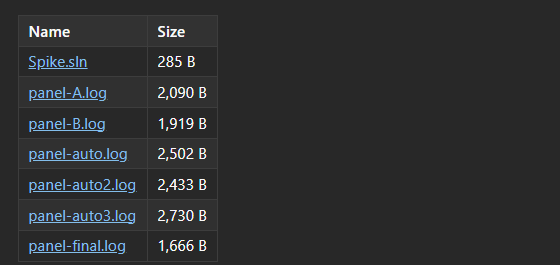 Name Size
Spike.sln 285 B
panel-A.log 2,090 B
panel-B.log 1,919 B
panel-auto.log 2,502 B
panel-auto2.log 2,433 B
panel-auto3.log 2,730 B
panel-final.log 1,666 B